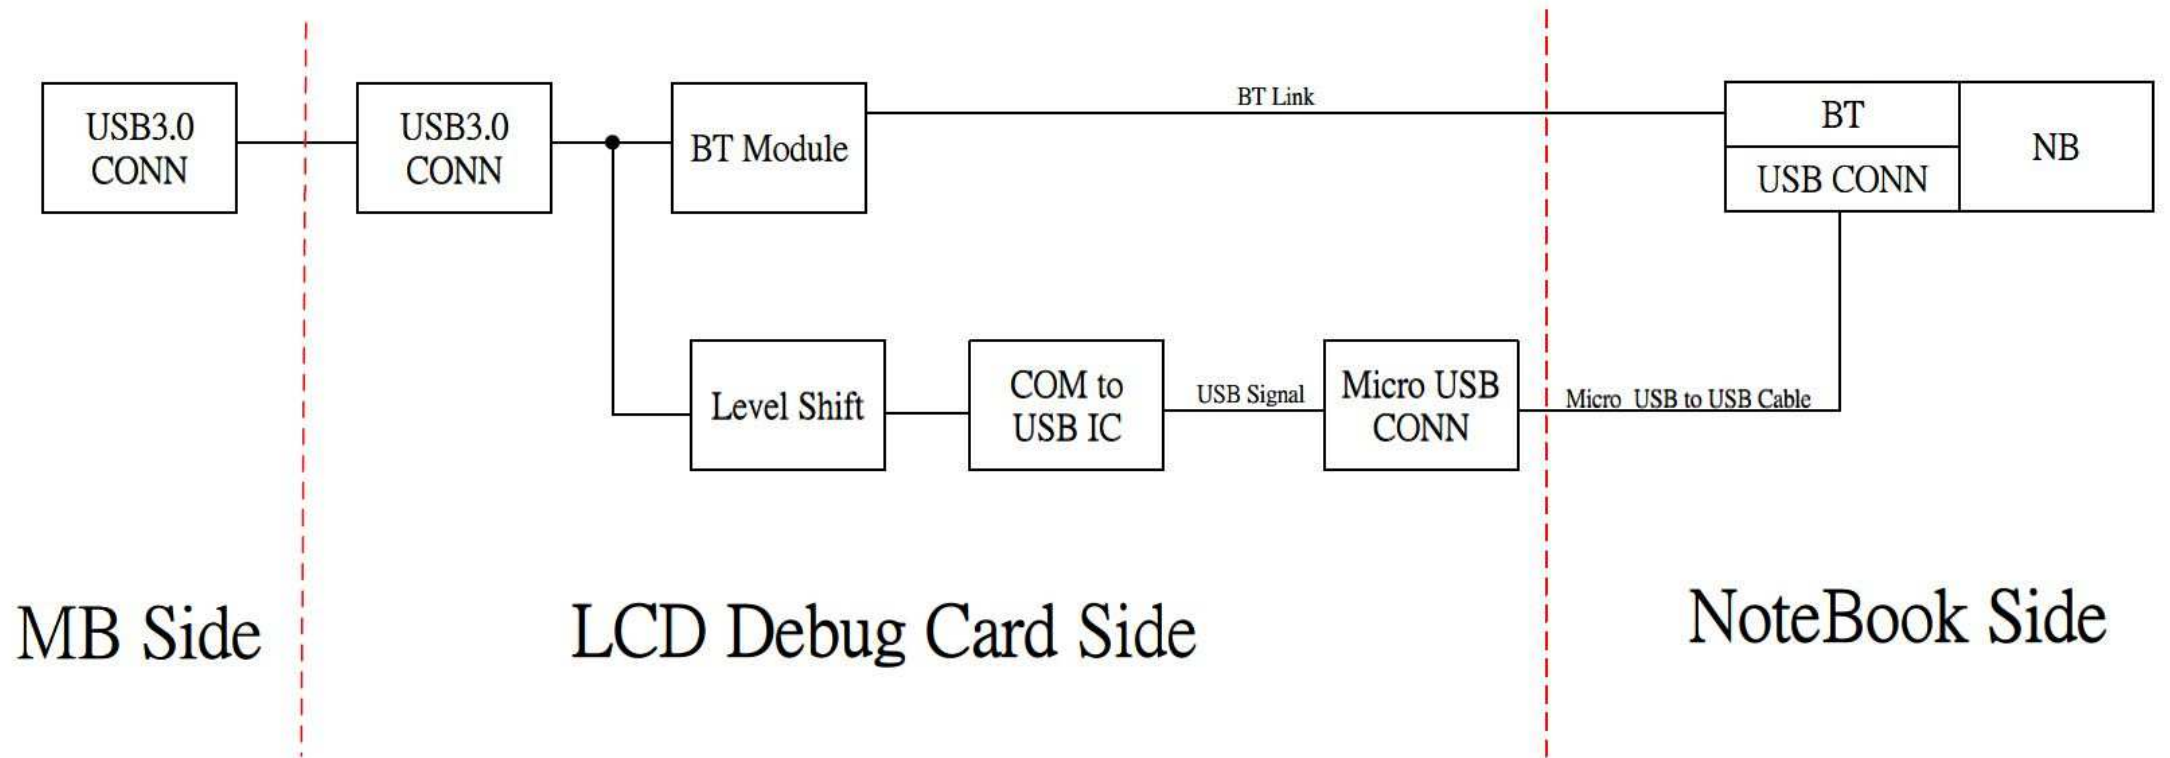 USB3.0
CONN
USB3.0
CONN
BT Module
BT Link
BT
USB CONN
NB
Level Shift
COM to
USB IC
USB Signal
Micro USB
CONN
Micro USB to USB Cable
MB Side
LCD Debug Card Side
NoteBook Side